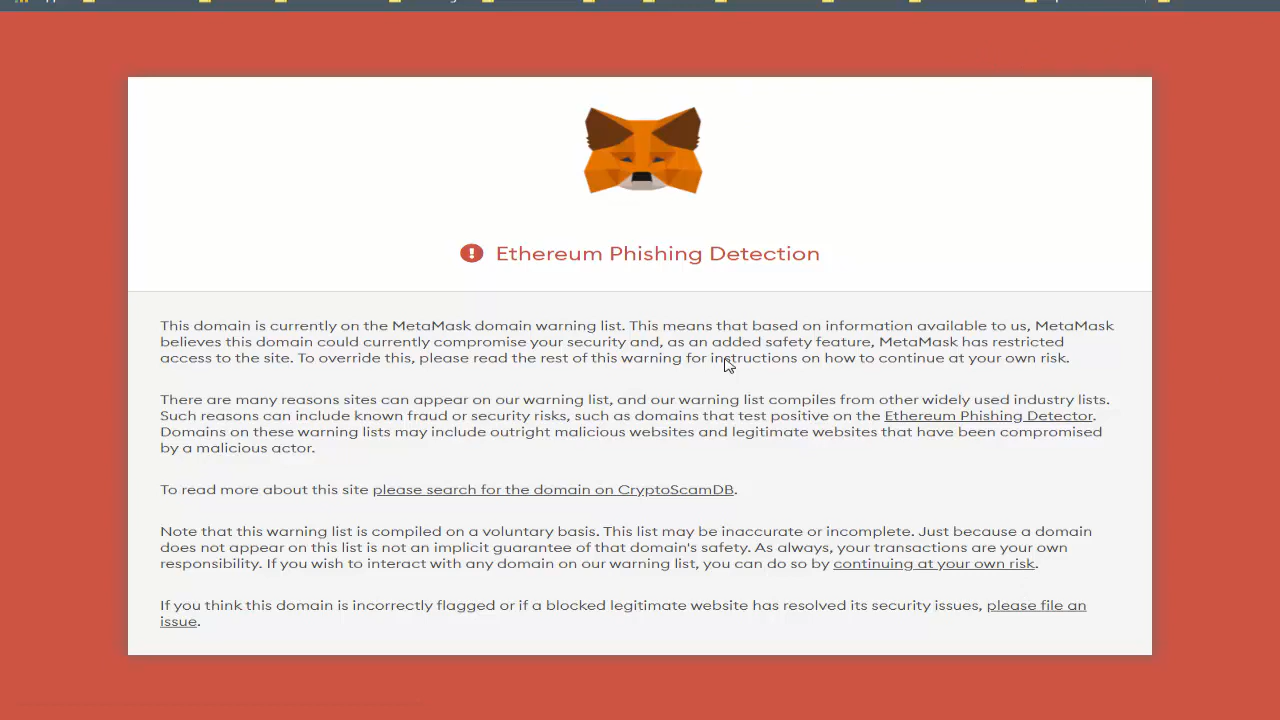 Ethereum Phishing Detection
This domain is currently on the MetaMask domain warning list. This means that based on information available to us, MetaMask
believes this domain could currently compromise your security and, as an added safety feature, MetaMask has restricted
access to the site. To override this, please read the rest of this warning for instructions on how to continue at your own risk.
There are many reasons sites can appear on our warning list, and our warning list compiles from other widely used industry lists.
Such reasons can include known fraud or security risks, such as domains that test positive on the Ethereum Phishing Detector.
Domains on these warning lists may include outright malicious websites and legitimate websites that have been compromised
by a malicious actor.
To read more about this site please search for the domain on CryptoScamDB.
Note that this warning list is compiled on a voluntary basis. This list may be inaccurate or incomplete. Just because a domain
does not appear on this list is not an implicit guarantee of that domain's safety. As always, your transactions are your own
responsibility. If you wish to interact with any domain on our warning list, you can do so by continuing at your own risk.
If you think this domain is incorrectly flagged or if a blocked legitimate website has resolved its security issues, please file an
issue.